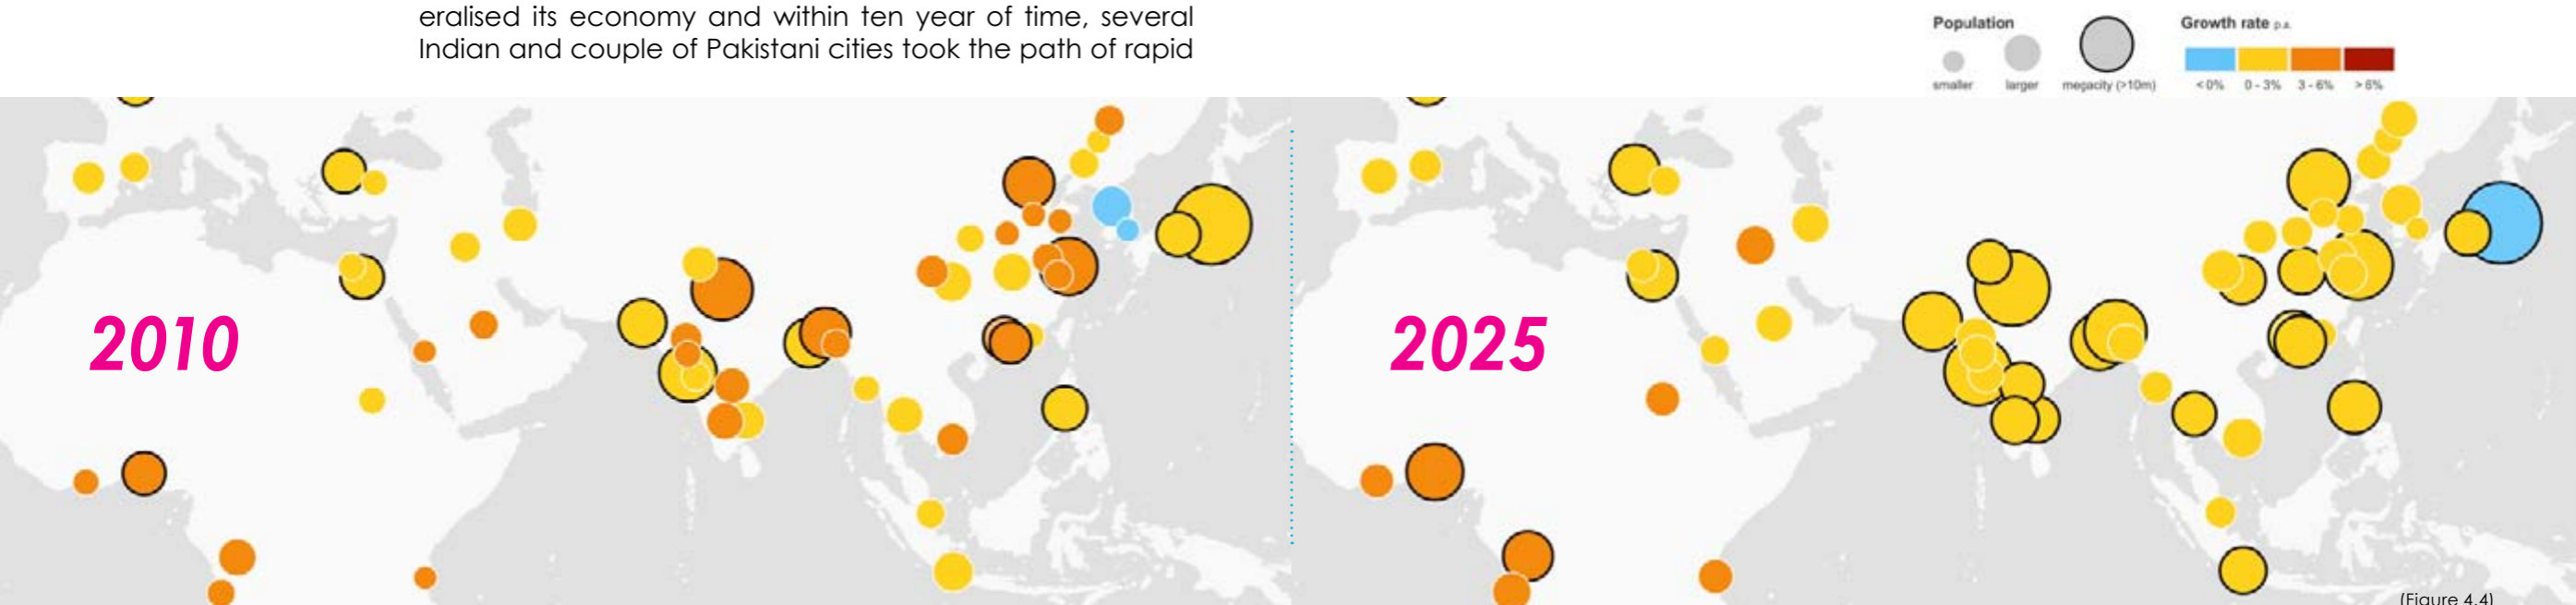 eralised its economy and within ten year of time, several
Indian and couple of Pakistani cities took the path of rapid
Population
smaller
larger
megacity (>10m)
Growth rate p.a.
<0%
0 - 3%
3 - 6%
>6%
2010
2025
(Figure 4.4)